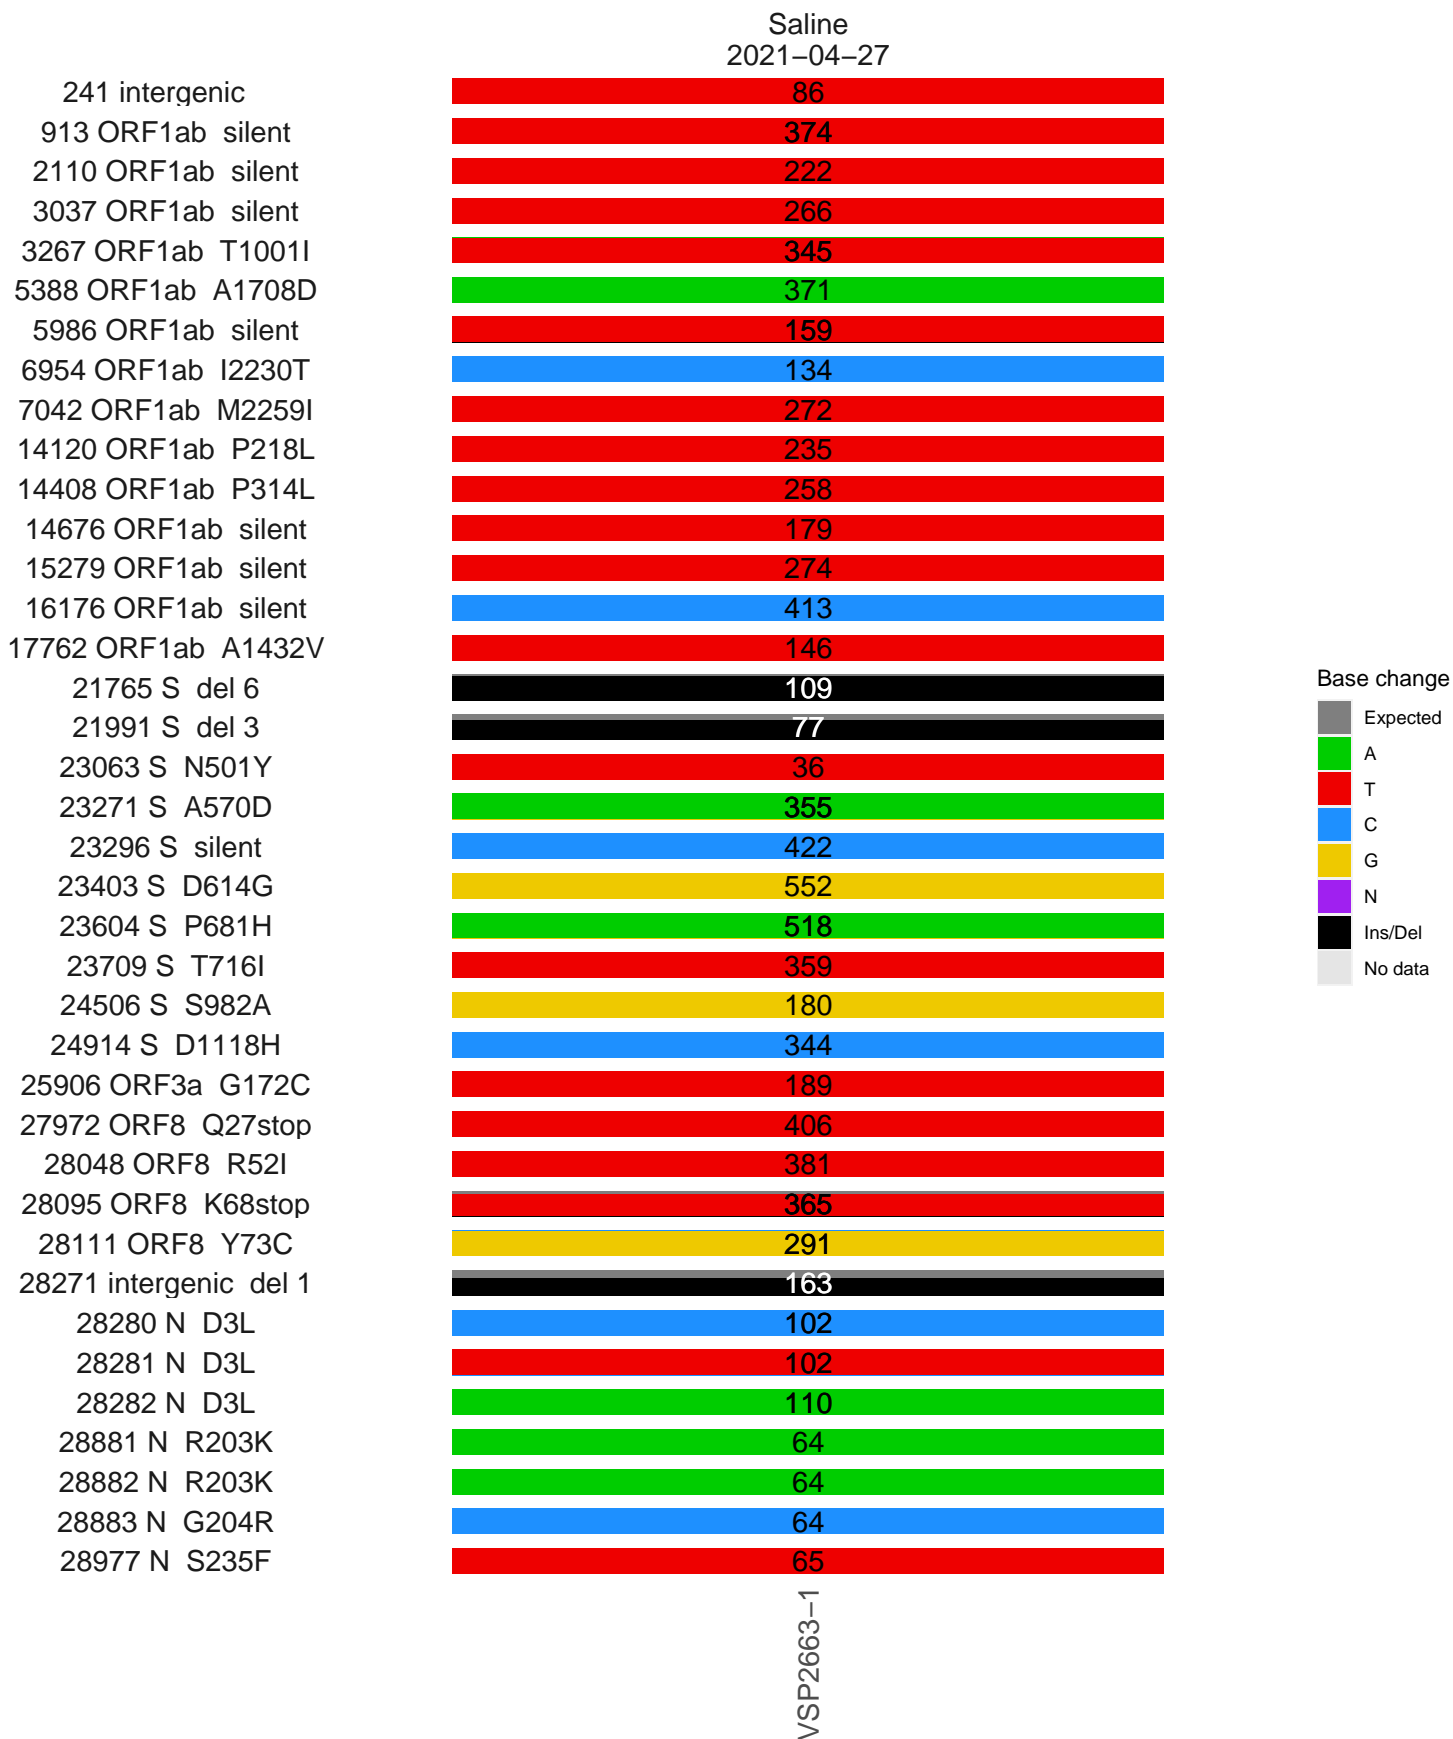 Saline
2021−04−27
241 intergenic 86
913 ORF1ab silent 374
2110 ORF1ab silent 222
3037 ORF1ab silent 266
3267 ORF1ab T1001I 345
5388 ORF1ab A1708D 371
5986 ORF1ab silent 159
6954 ORF1ab I2230T 134
7042 ORF1ab M2259I 272
14120 ORF1ab P218L 235
14408 ORF1ab P314L 258
14676 ORF1ab silent 179
15279 ORF1ab silent 274
16176 ORF1ab silent 413
17762 ORF1ab A1432V 146
21765 S del 6 109
21991 S del 3 77
23063 S N501Y 36
23271 S A570D 355
23296 S silent 422
23403 S D614G 552
23604 S P681H 518
23709 S T716I 359
24506 S S982A 180
24914 S D1118H 344
25906 ORF3a G172C 189
27972 ORF8 Q27stop 406
28048 ORF8 R52I 381
28095 ORF8 K68stop 365
28111 ORF8 Y73C 291
28271 intergenic del 1 163
28280 N D3L 102
28281 N D3L 102
28282 N D3L 110
28881 N R203K 64
28882 N R203K 64
28883 N G204R 64
28977 N S235F 65
VSP2663−1
Base change
Expected
A
T
C
G
N
Ins/Del
No data